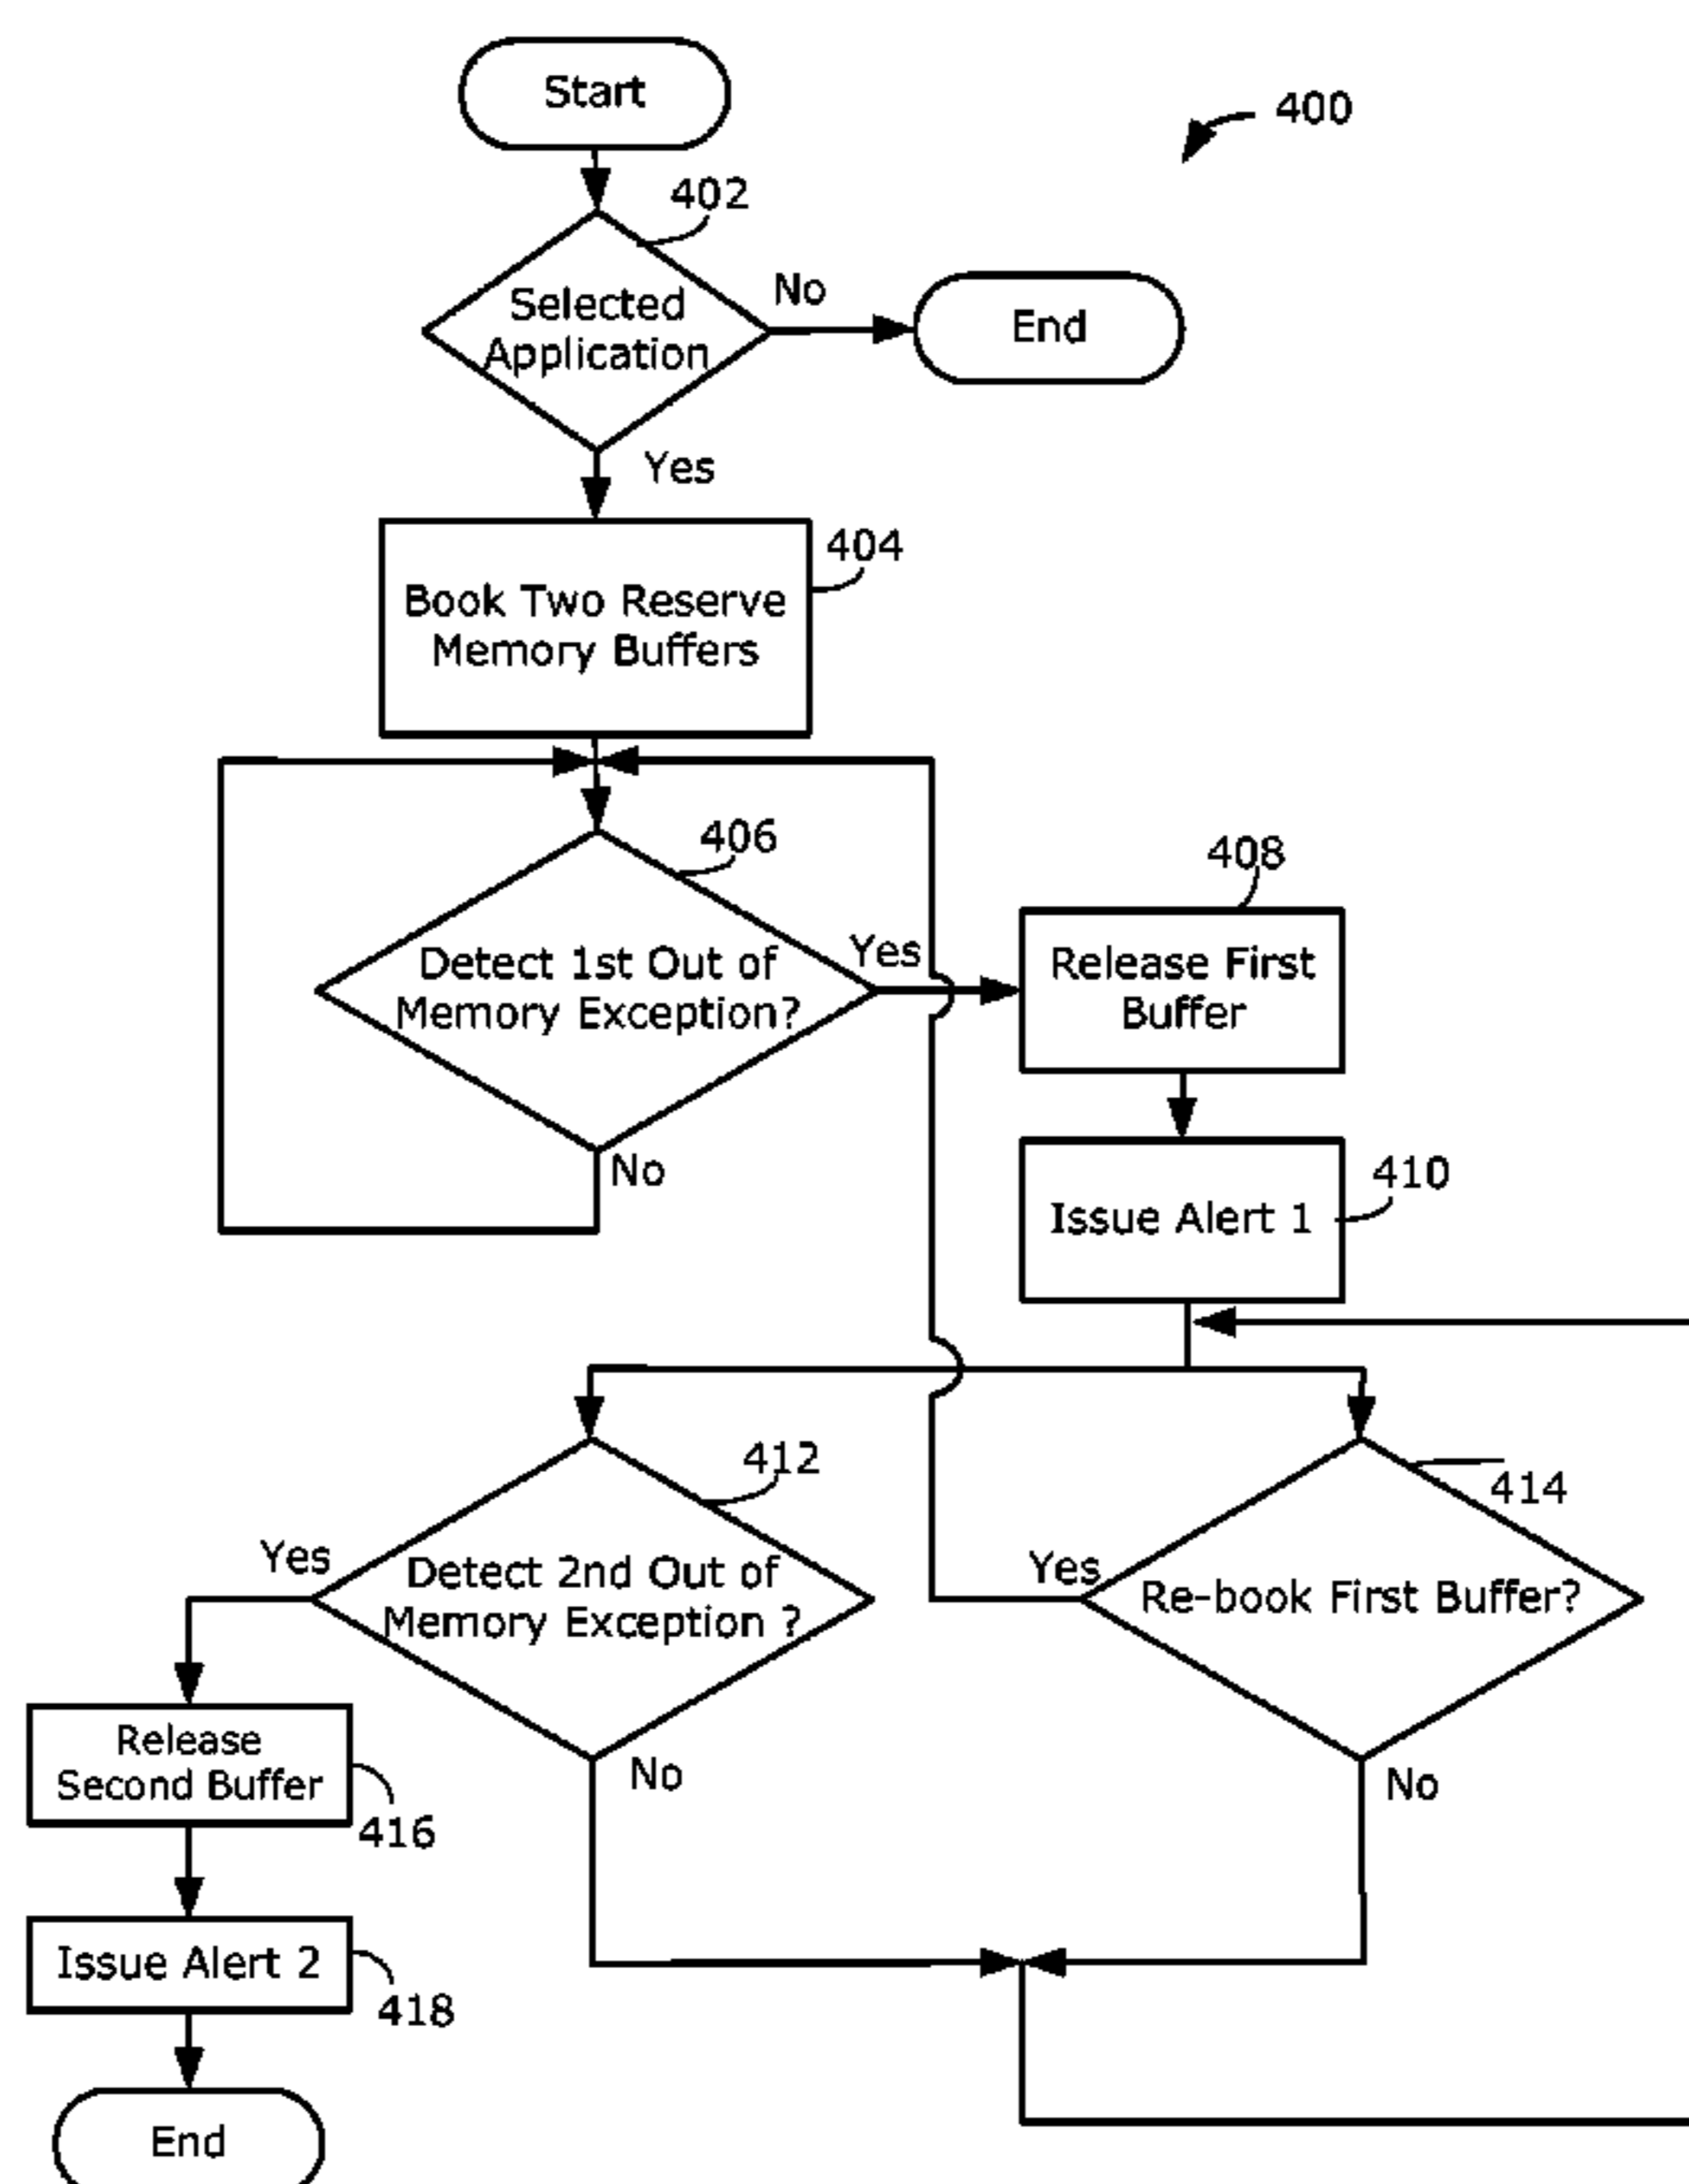 Start
400
402
Selected
Application
No
End
Yes
Book Two Reserve
Memory Buffers
404
406
Detect 1st Out of
Memory Exception?
Yes
No
408
Release First
Buffer
Issue Alert 1
410
412
Detect 2nd Out of
Memory Exception ?
Yes
No
414
Yes
Re-book First Buffer?
No
Release
Second Buffer
416
Issue Alert 2
418
End